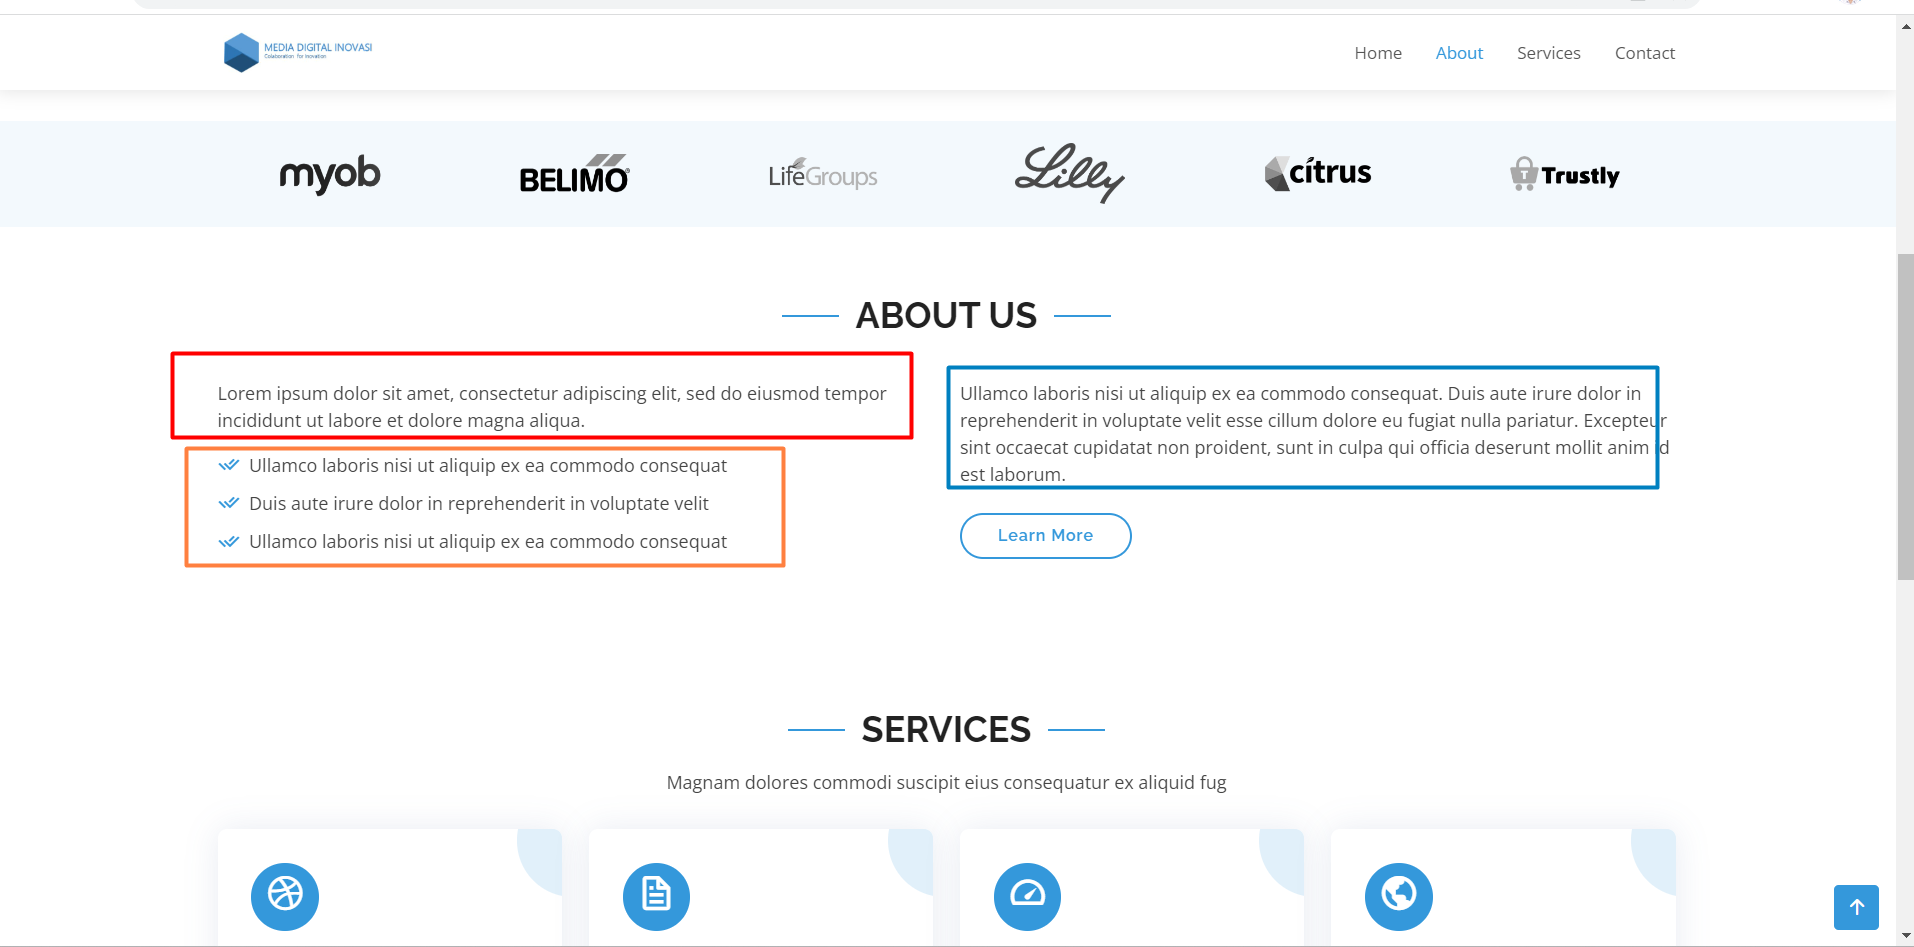 MEDIA DIGITAL INOVASI
Colaboration for Inovation
Home
About
Services
Contact
myob
BELIMO
LifeGroups
Lilly
cítrus
T
Trustly
ABOUT US
Lorem ipsum dolor sit amet, consectetur adipiscing elit, sed do eiusmod tempor
incididunt ut labore et dolore magna aliqua.
Ullamco laboris nisi ut aliquip ex ea commodo consequat
Duis aute irure dolor in reprehenderit in voluptate velit
Ullamco laboris nisi ut aliquip ex ea commodo consequat
Ullamco laboris nisi ut aliquip ex ea commodo consequat. Duis aute irure dolor in
reprehenderit in voluptate velit esse cillum dolore eu fugiat nulla pariatur. Excepteur
sint occaecat cupidatat non proident, sunt in culpa qui officia deserunt mollit anim id
est laborum.
Learn More
SERVICES
Magnam dolores commodi suscipit eius consequatur ex aliquid fug